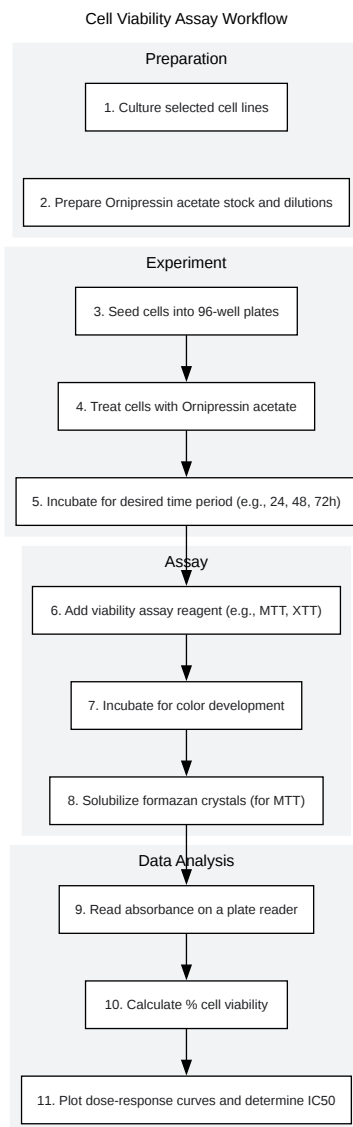 Cell Viability Assay Workflow
Preparation
1. Culture selected cell lines
2. Prepare Ornipressin acetate stock and dilutions
Experiment
3. Seed cells into 96-well plates
4. Treat cells with Ornipressin acetate
5. Incubate for desired time period (e.g., 24, 48, 72h)
Assay
6. Add viability assay reagent (e.g., MTT, XTT)
7. Incubate for color development
8. Solubilize formazan crystals (for MTT)
Data Analysis
9. Read absorbance on a plate reader
10. Calculate % cell viability
11. Plot dose-response curves and determine IC50